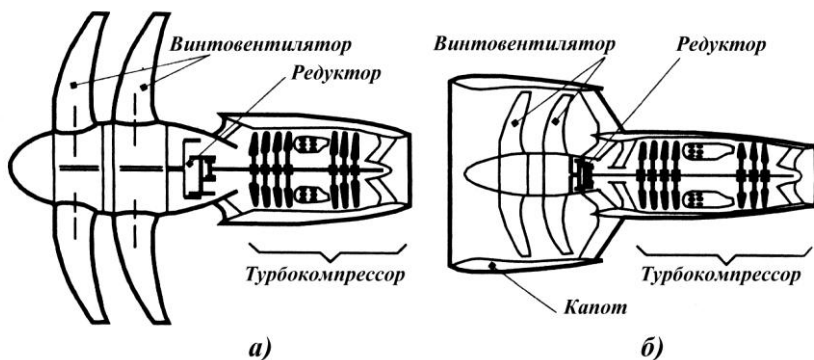 Винтовентилятор
Редуктор
Турбокомпрессор
а)
Винтовентилятор
Редуктор
Турбокомпрессор
Капот
б)